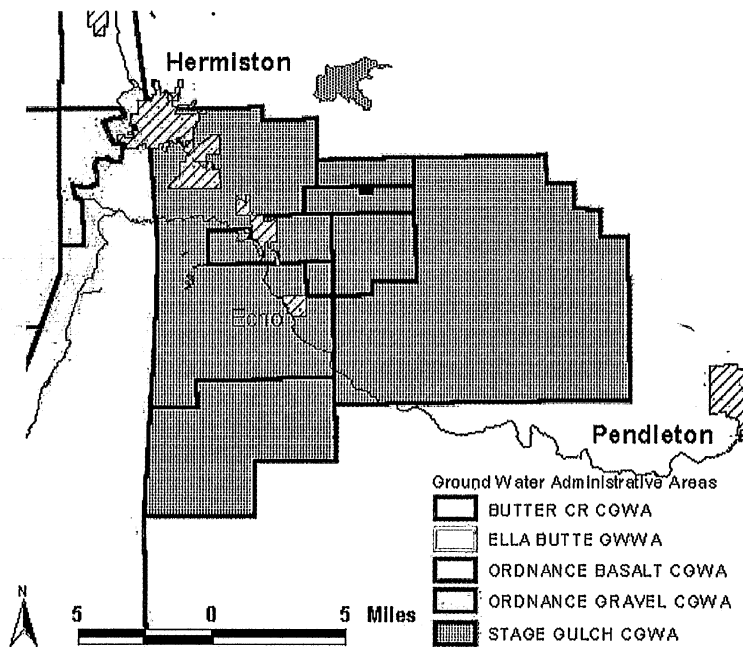 Hermiston
Echo
Pendleton
Ground Water Administrative Areas
BUTTER CR CGWA
ELLA BUTTE GWWA
ORDNANCE BASALT CGWA
ORDNANCE GRAVEL CGWA
STAGE GULCH CGWA
N
5 0 5 Miles